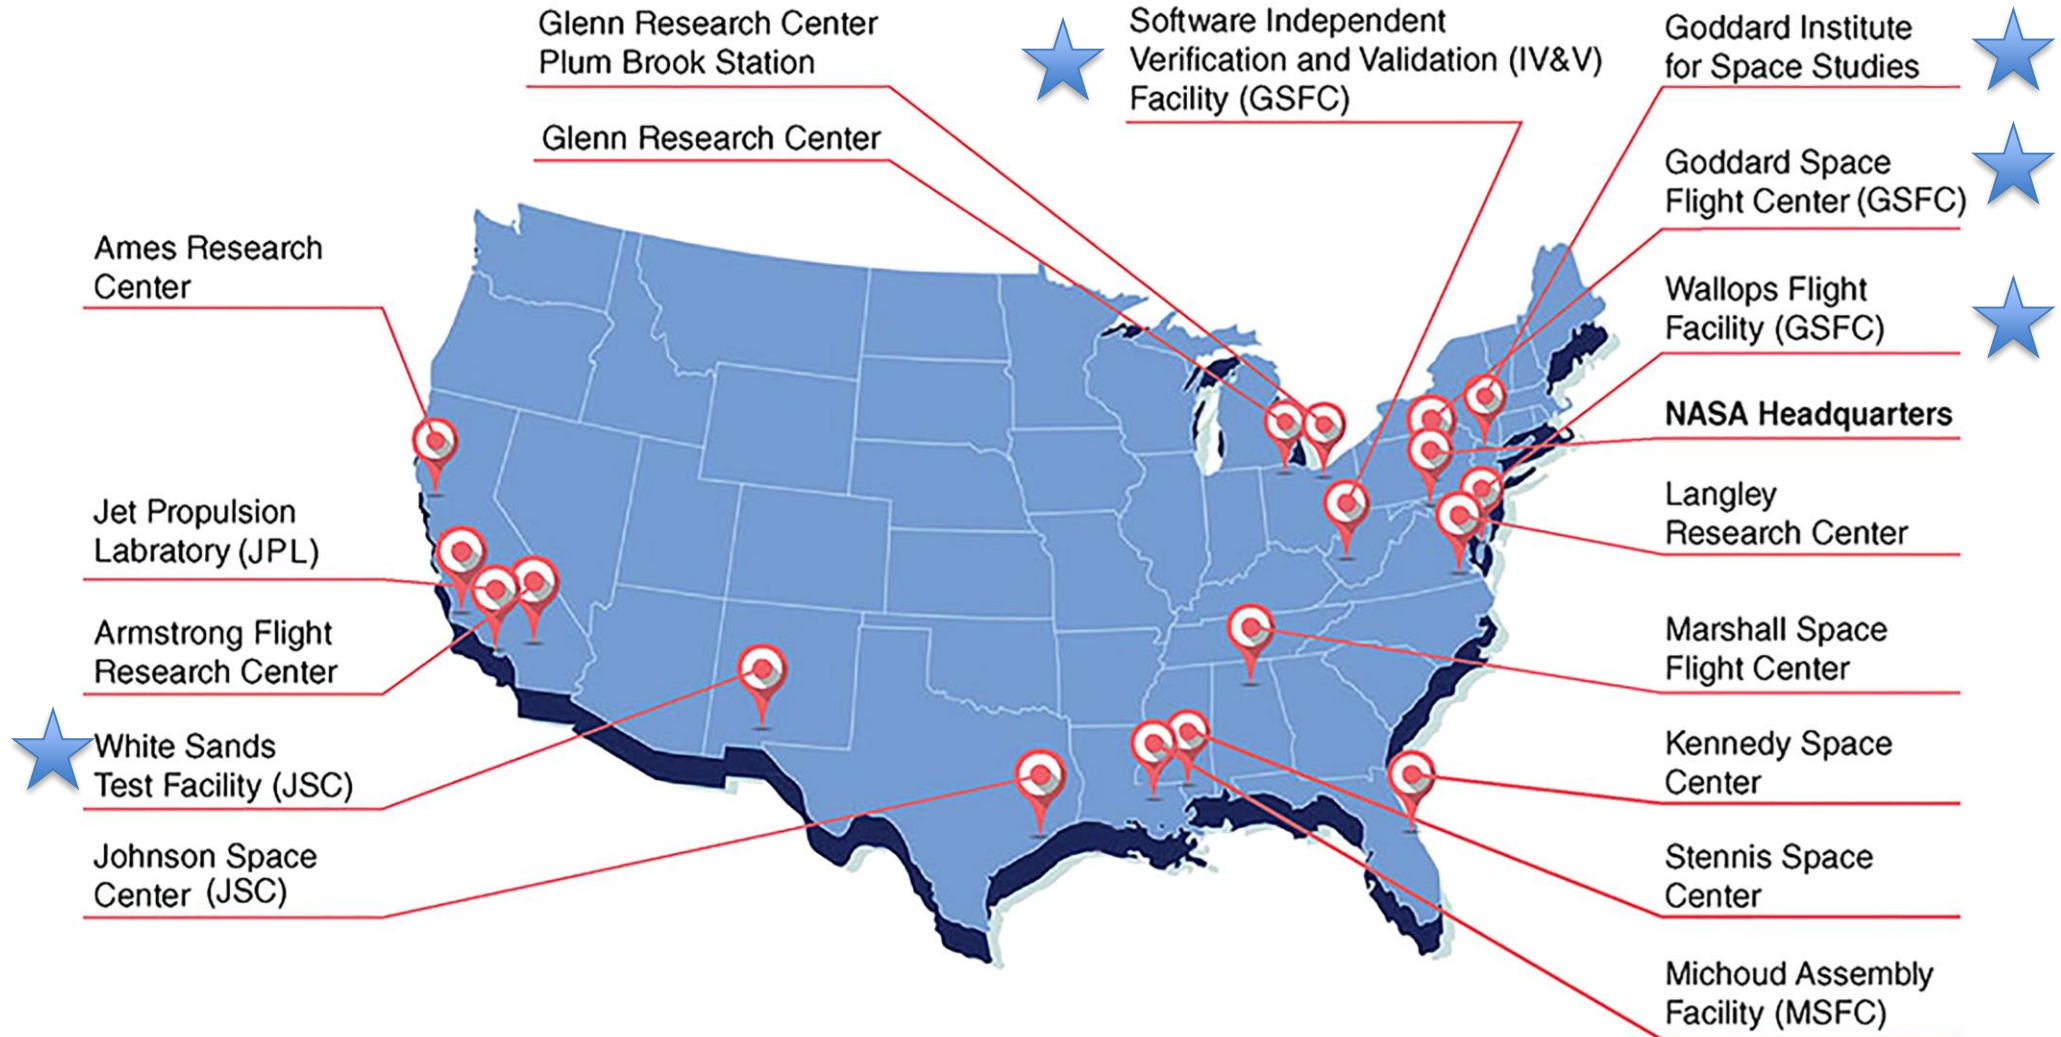 Glenn Research Center
Plum Brook Station
Glenn Research Center
Software Independent
Verification and Validation (IV&V)
Facility (GSFC)
Goddard Institute
for Space Studies
Goddard Space
Flight Center (GSFC)
Wallops Flight
Facility (GSFC)
NASA Headquarters
Langley
Research Center
Marshall Space
Flight Center
Kennedy Space
Center
Stennis Space
Center
Michoud Assembly
Facility (MSFC)
Ames Research
Center
Jet Propulsion
Labratory (JPL)
Armstrong Flight
Research Center
White Sands
Test Facility (JSC)
Johnson Space
Center (JSC)